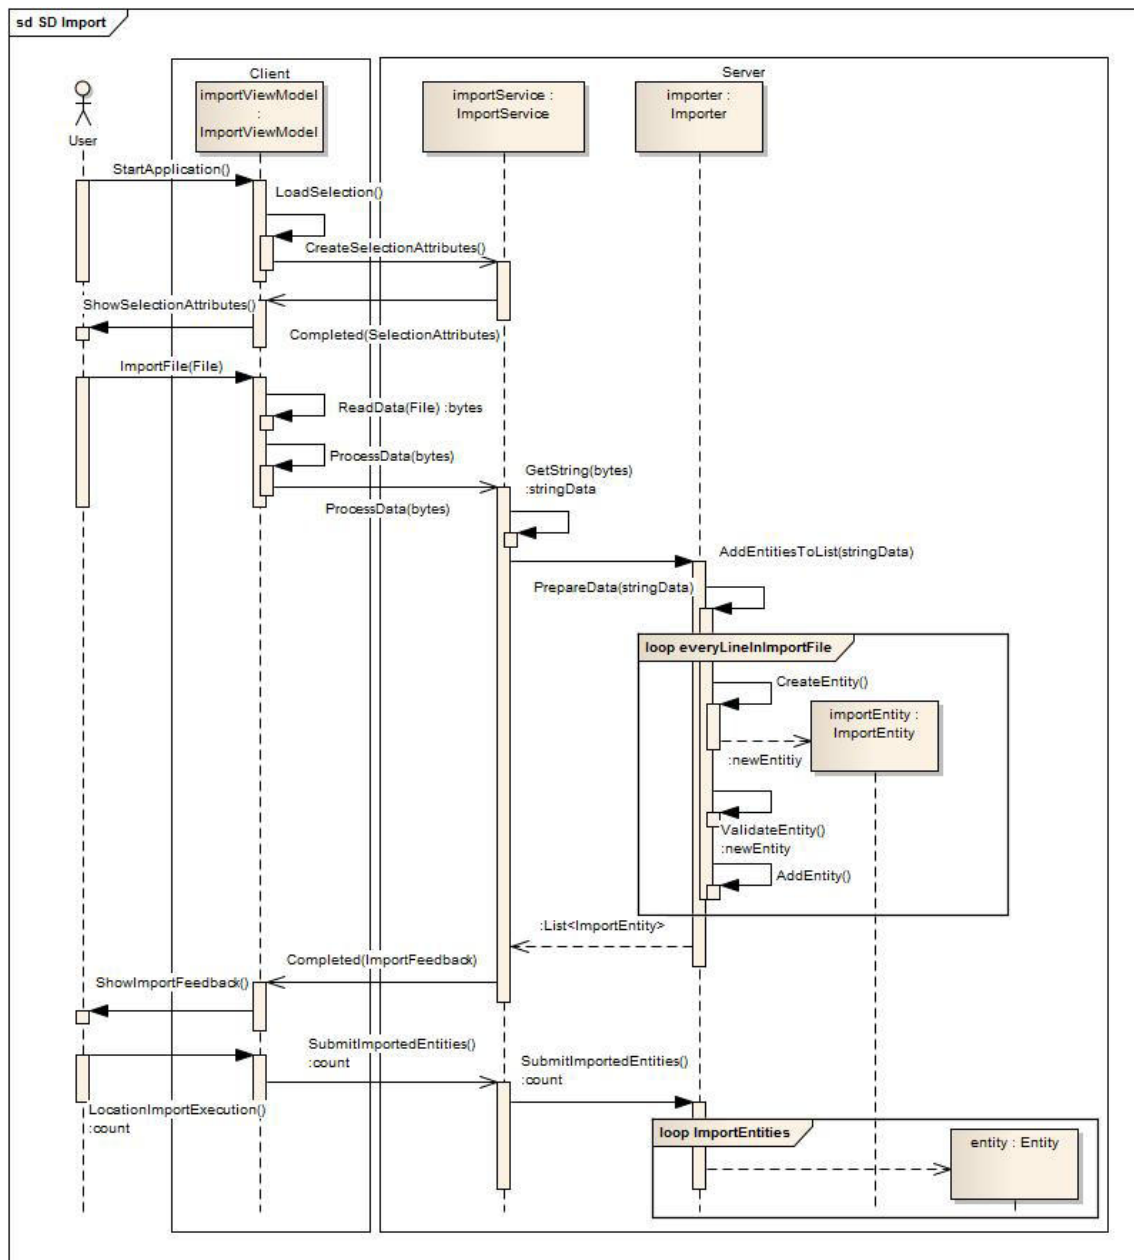 sd SD Import
Client
Server
importViewModel
:
ImportViewModel
importService :
ImportService
importer :
Importer
User
StartApplication()
LoadSelection()
CreateSelectionAttributes()
ShowSelectionAttributes()
Completed(SelectionAttributes)
ImportFile(File)
ReadData(File) :bytes
ProcessData(bytes)
GetString(bytes)
:stringData
ProcessData(bytes)
AddEntitiesToList(stringData)
PrepareData(stringData)
loop everyLineInImportFile
CreateEntity()
importEntity :
ImportEntity
:newEntitiy
ValidateEntity()
:newEntity
AddEntity()
:List<ImportEntity>
Completed(ImportFeedback)
ShowImportFeedback()
SubmitImportedEntities()
:count
SubmitImportedEntities()
:count
LocationImportExecution()
:count
loop ImportEntities
entity : Entity